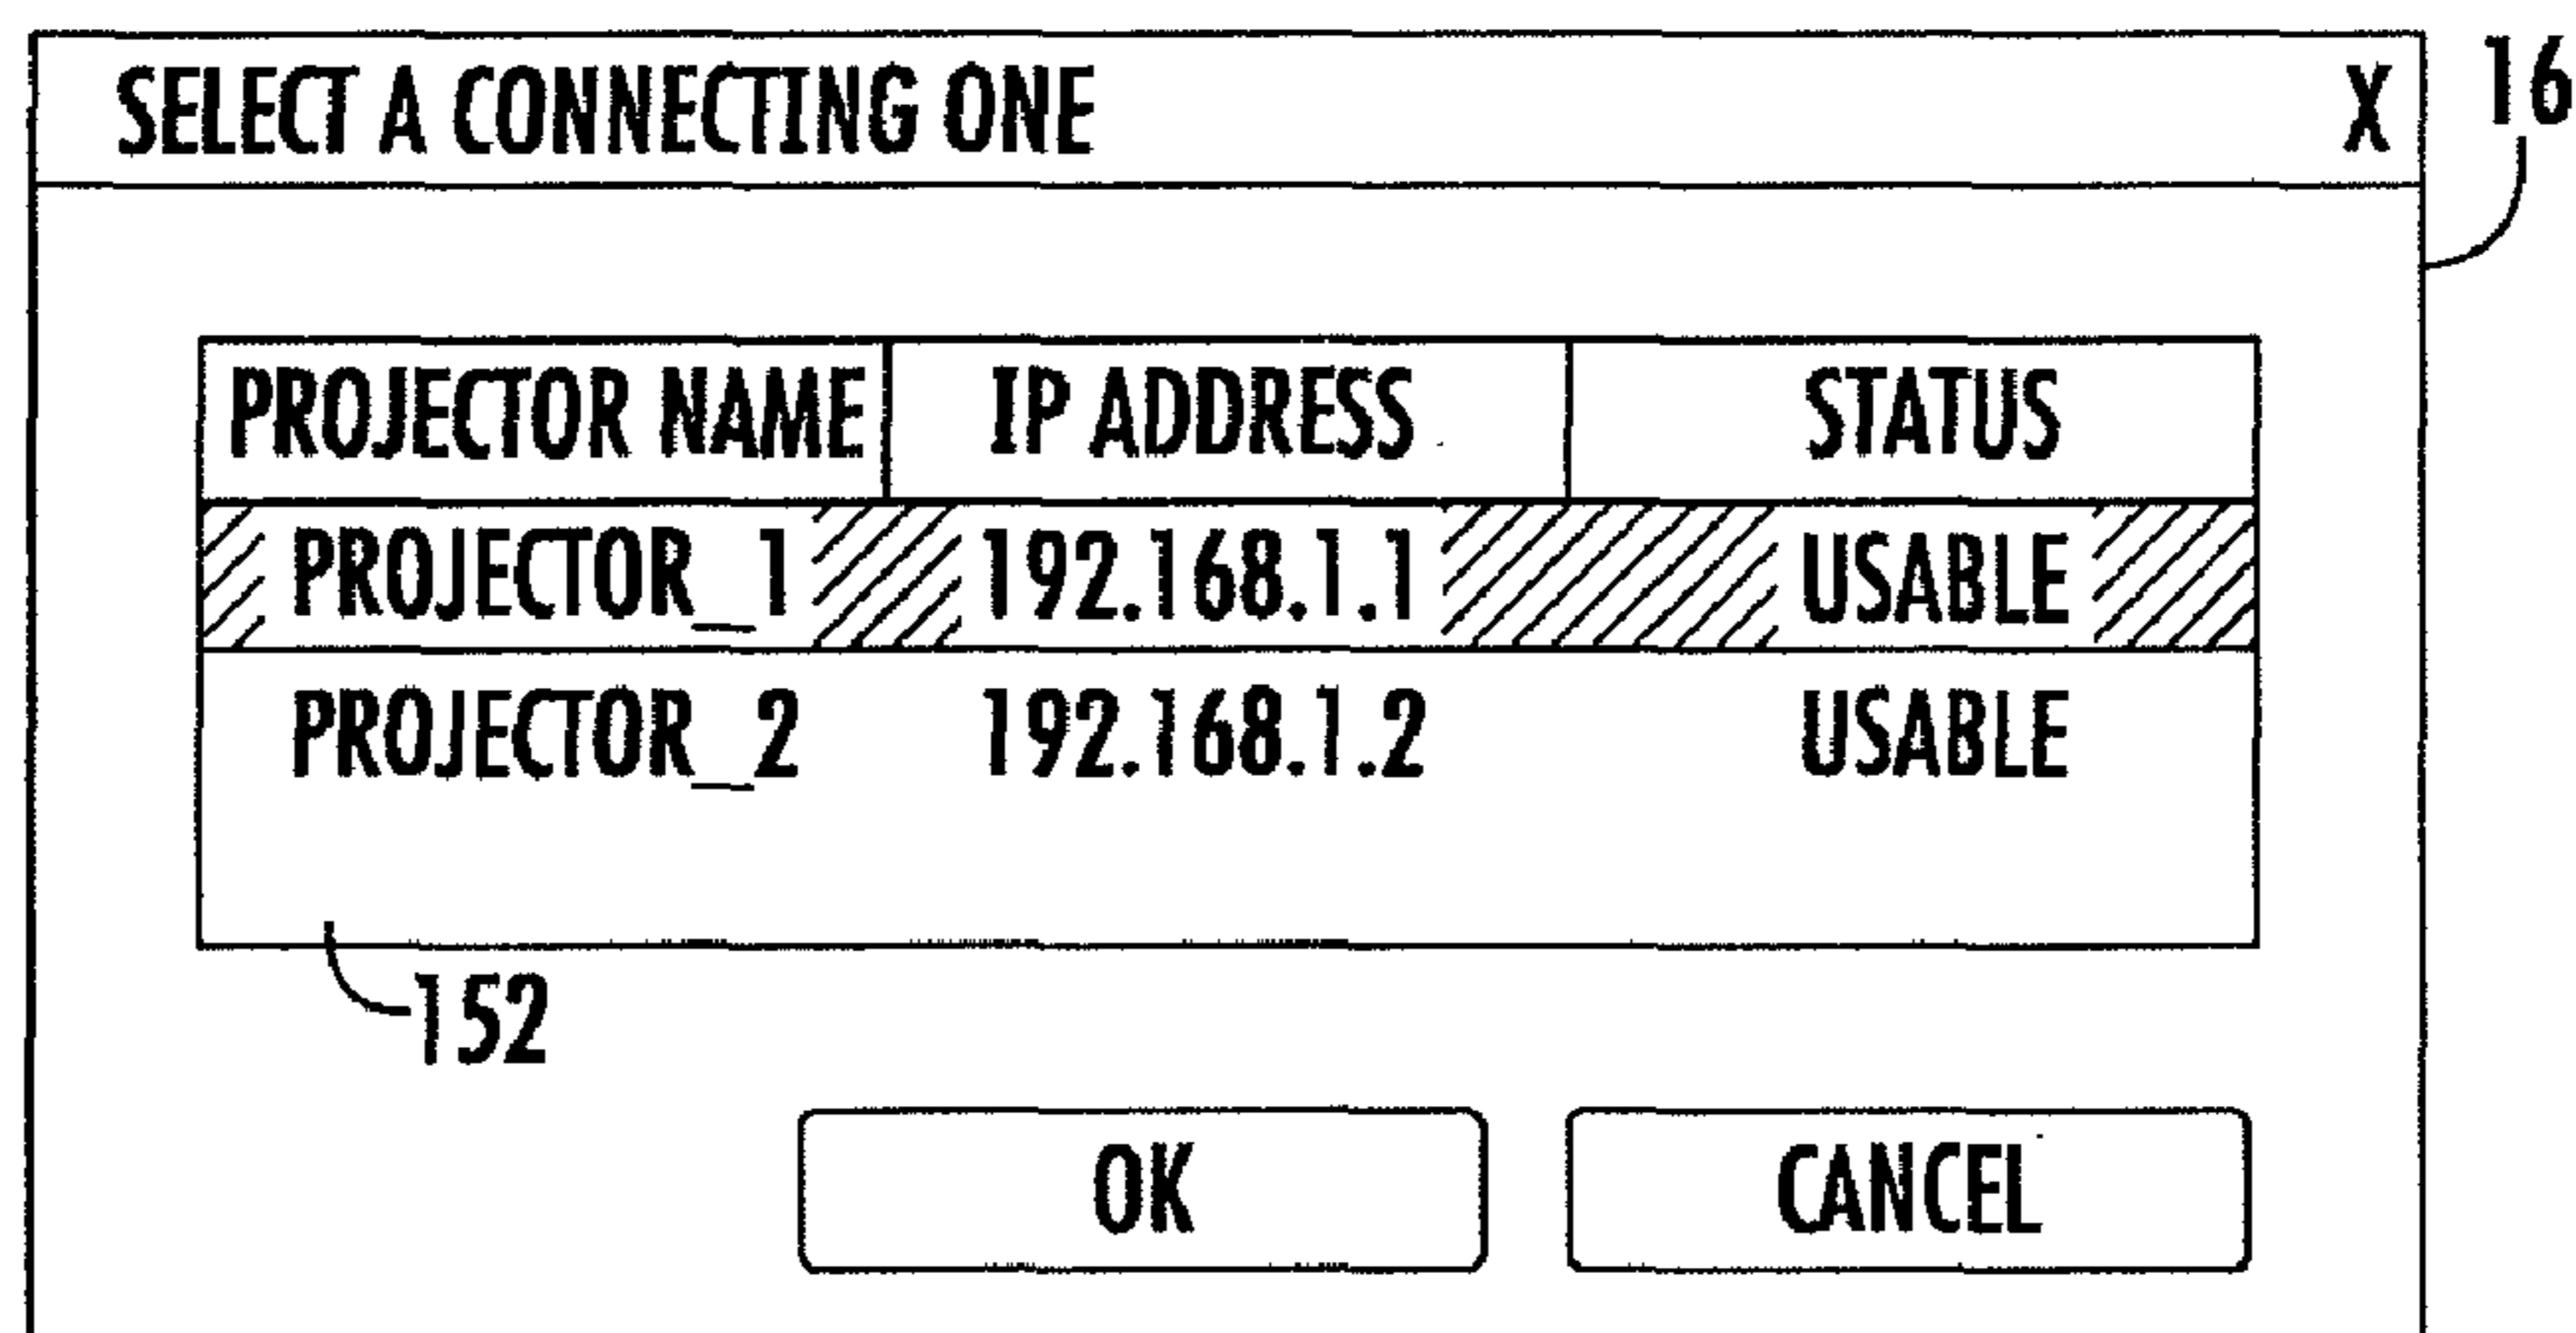 SELECT A CONNECTING ONE X 16
PROJECTOR NAME IP ADDRESS STATUS
PROJECTOR_1 192.168.1.1 USABLE
PROJECTOR_2 192.168.1.2 USABLE
152
OK CANCEL